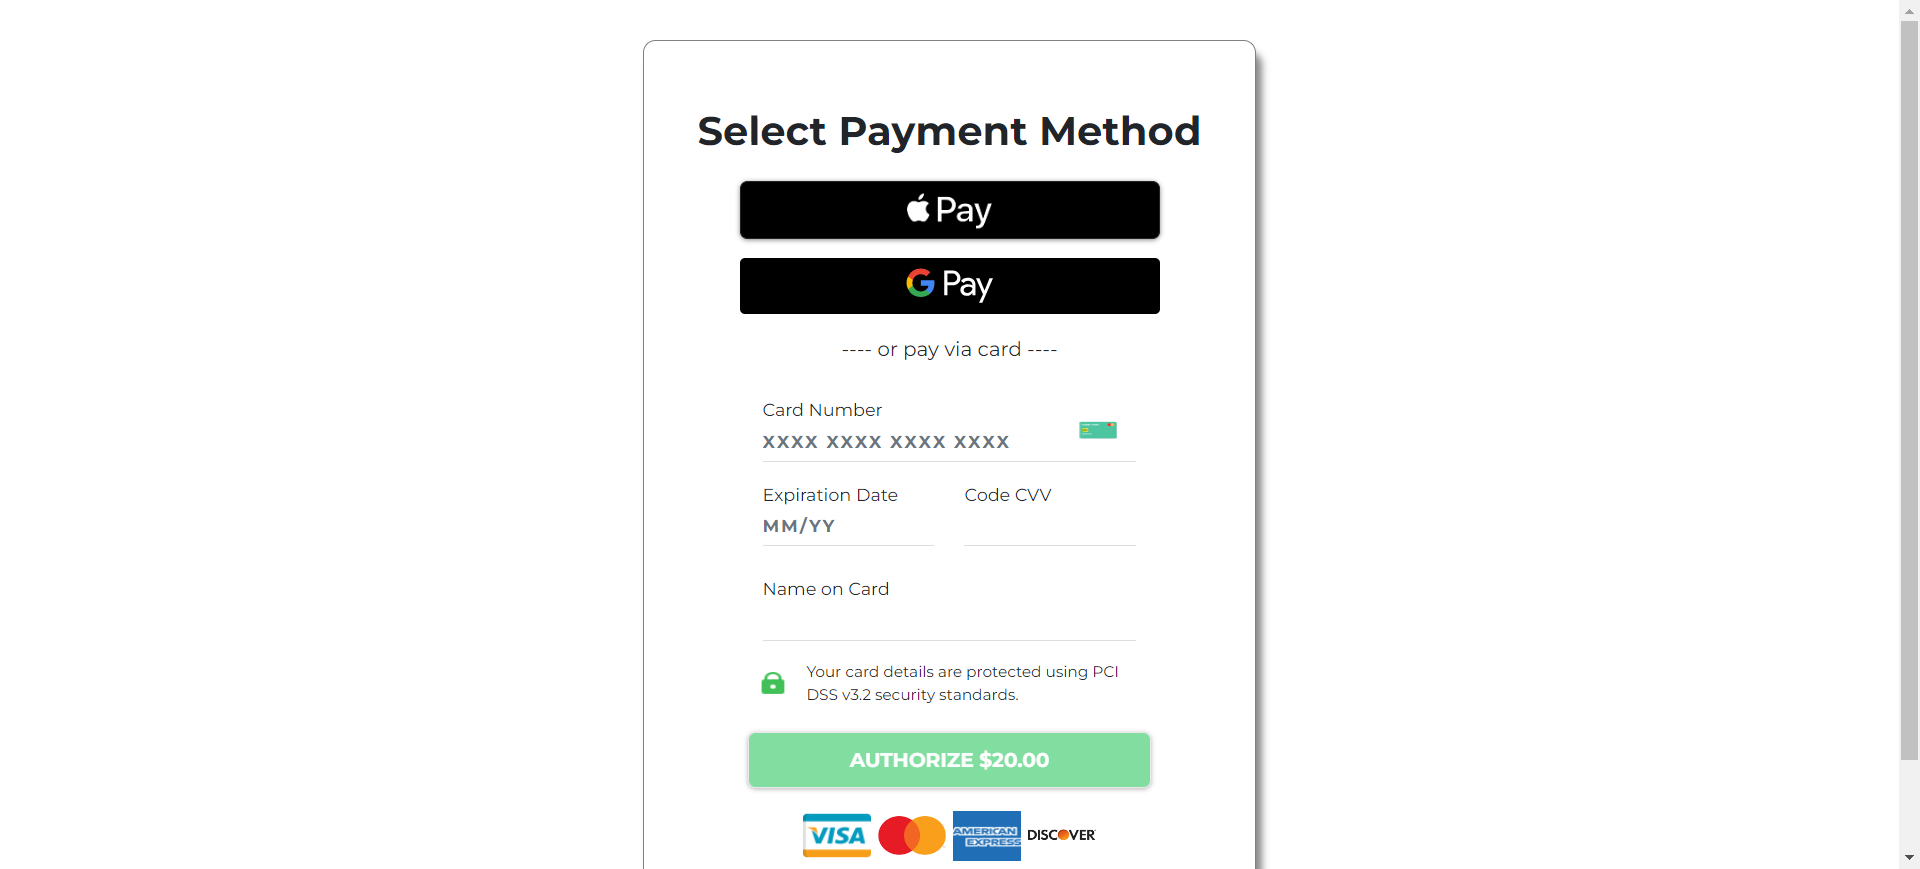 Select Payment Method
Pay
G Pay
---- or pay via card ----
Card Number
XXXX XXXX XXXX XXXX
Expiration Date
Code CVV
MM/YY
Name on Card
Your card details are protected using PCI
DSS v3.2 security standards.
AUTHORIZE $20.00
VISA
AMERICAN
EXPRESS
DISCOVER